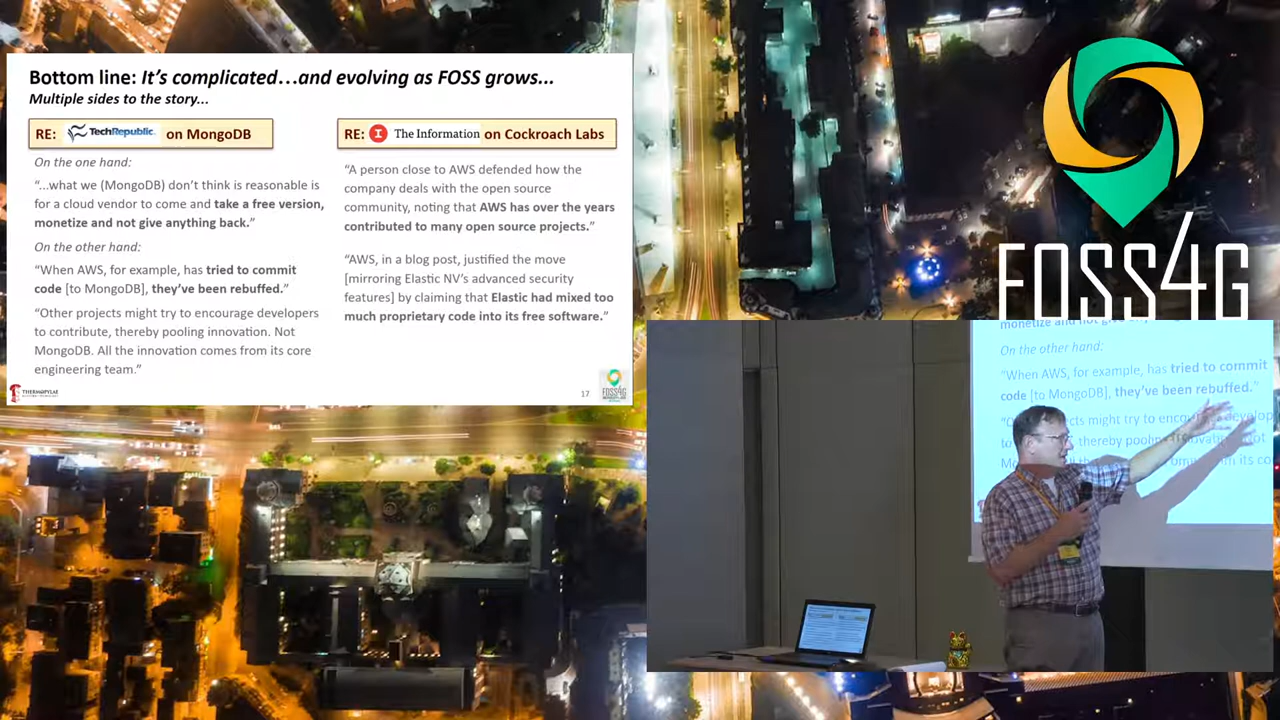 Bottom line: It's complicated...and evolving as FOSS grows...
Multiple sides to the story...
RE: TechRepublic. on MongoDB
On the one hand:
"...what we (MongoDB) don't think is reasonable is
for a cloud vendor to come and take a free version,
monetize and not give anything back."
On the other hand:
"When AWS, for example, has tried to commit
code [to MongoDB], they've been rebuffed."
"Other projects might try to encourage developers
to contribute, thereby pooling innovation. Not
MongoDB. All the innovation comes from its core
engineering team."
RE: I The Information on Cockroach Labs
"A person close to AWS defended how the
company deals with the open source
community, noting that AWS has over the years
contributed to many open source projects."
"AWS, in a blog post, justified the move
[mirroring Elastic NV's advanced security
features] by claiming that Elastic had mixed too
much proprietary code into its free software."
THERMOPYLAE
17
FOSS4G
FOSS4G
monetize and not
On the other hand:
"When AWS, for example, has tried to commit
code [to MongoDB], they've been rebuffed."